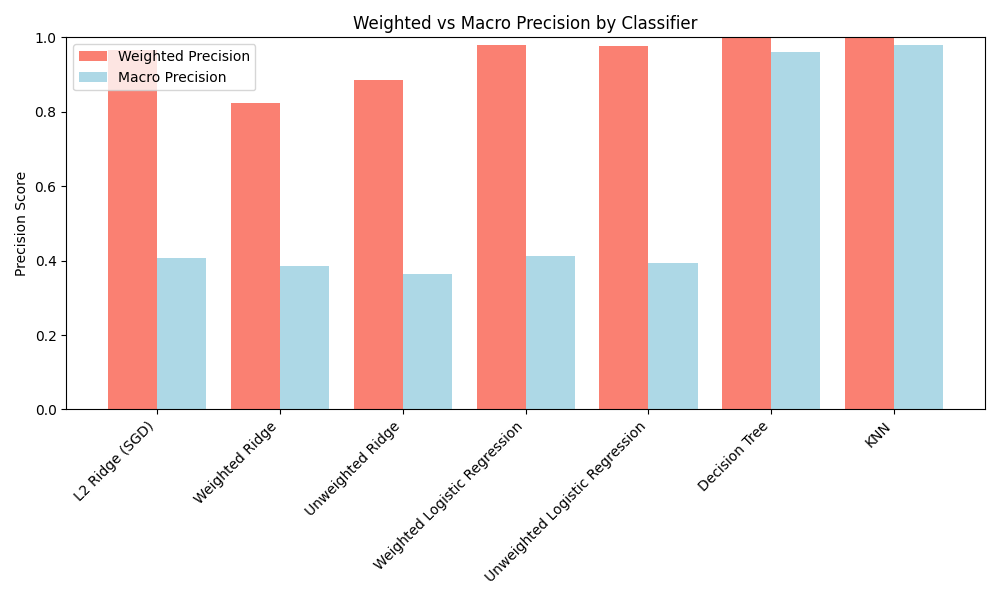 Weighted vs Macro Precision by Classifier
Weighted Precision
Macro Precision
Precision Score
1.0
0.8
0.6
0.4
0.2
0.0
L2 Ridge (SGD)
Weighted Ridge
Unweighted Ridge
Weighted Logistic Regression
Unweighted Logistic Regression
Decision Tree
KNN